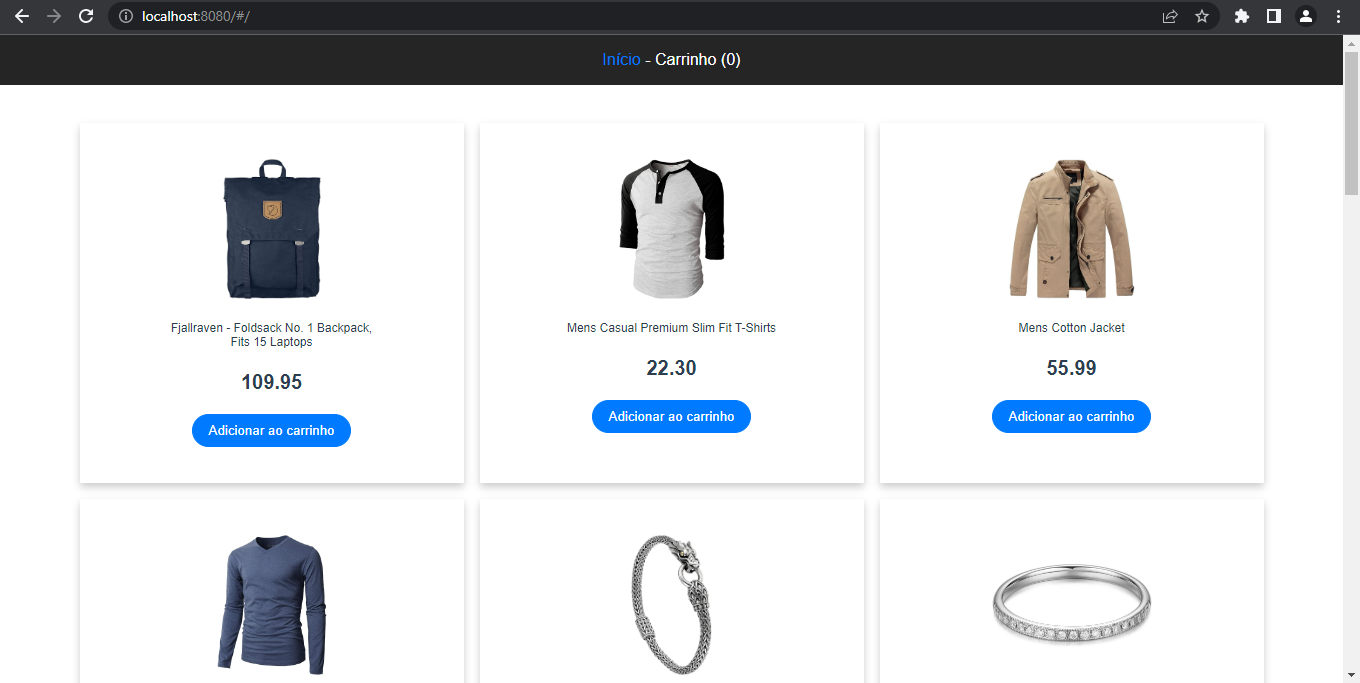 localhost:8080/#/
Início - Carrinho (0)
Fjallraven - Foldsack No. 1 Backpack,
Fits 15 Laptops
109.95
Adicionar ao carrinho
Mens Casual Premium Slim Fit T-Shirts
22.30
Adicionar ao carrinho
Mens Cotton Jacket
55.99
Adicionar ao carrinho